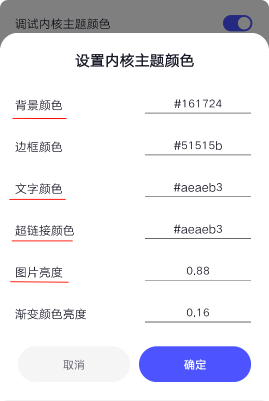 调试内核主题颜色
设置内核主题颜色
背景颜色 #161724
边框颜色 #51515b
文字颜色 #aeaeb3
超链接颜色 #aeaeb3
图片亮度 0.88
渐变颜色亮度 0.16
取消 确定